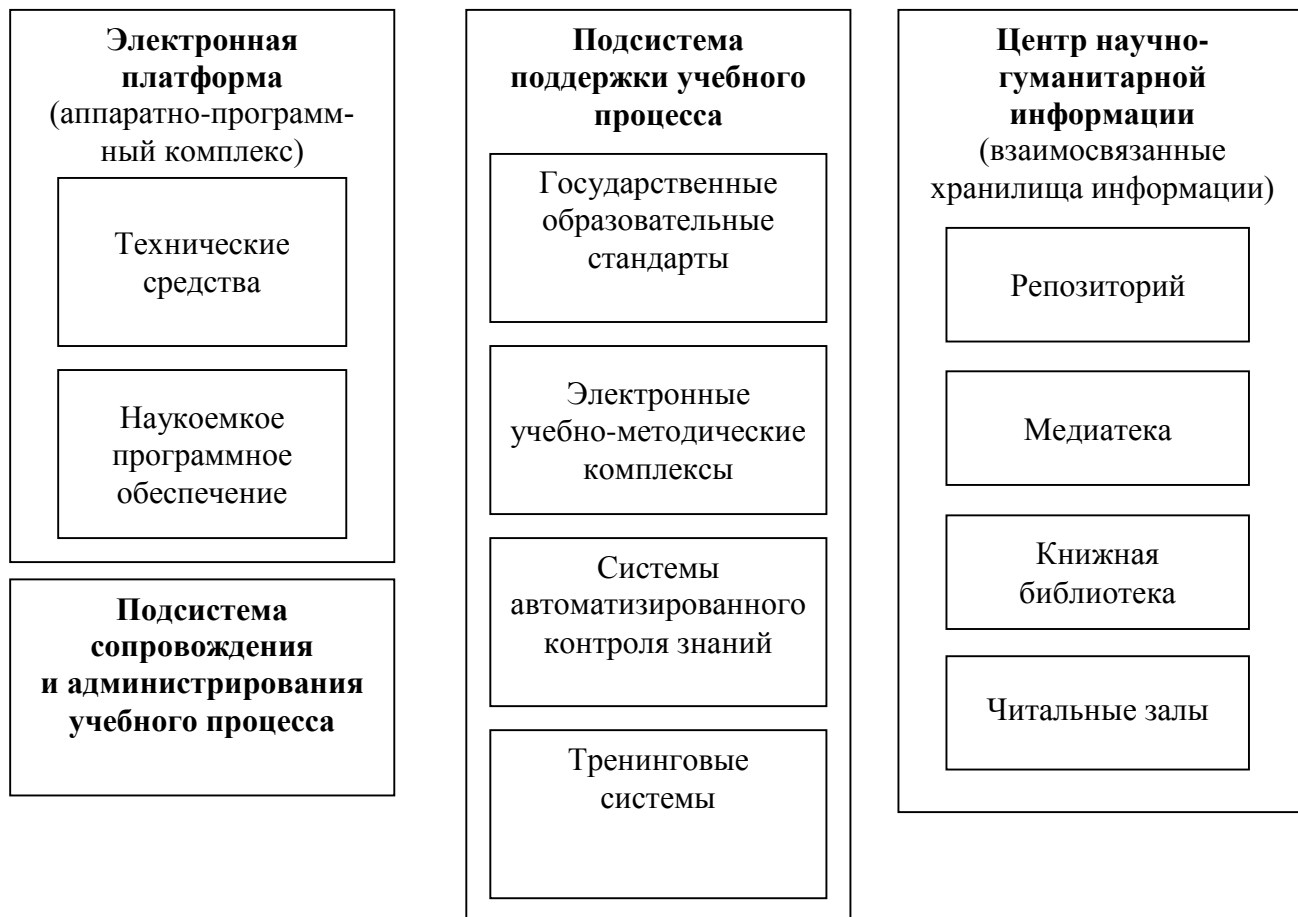 Электронная
платформа
(аппаратно-программ-
ный комплекс)
Технические
средства
Наукоемкое
программное
обеспечение
Подсистема
сопровождения
и администрирования
учебного процесса
Подсистема
поддержки учебного
процесса
Государственные
образовательные
стандарты
Электронные
учебно-методические
комплексы
Системы
автоматизированного
контроля знаний
Тренинговые
системы
Центр научно-
гуманитарной
информации
(взаимосвязанные
хранилища информации)
Репозиторий
Медиатека
Книжная
библиотека
Читальные залы